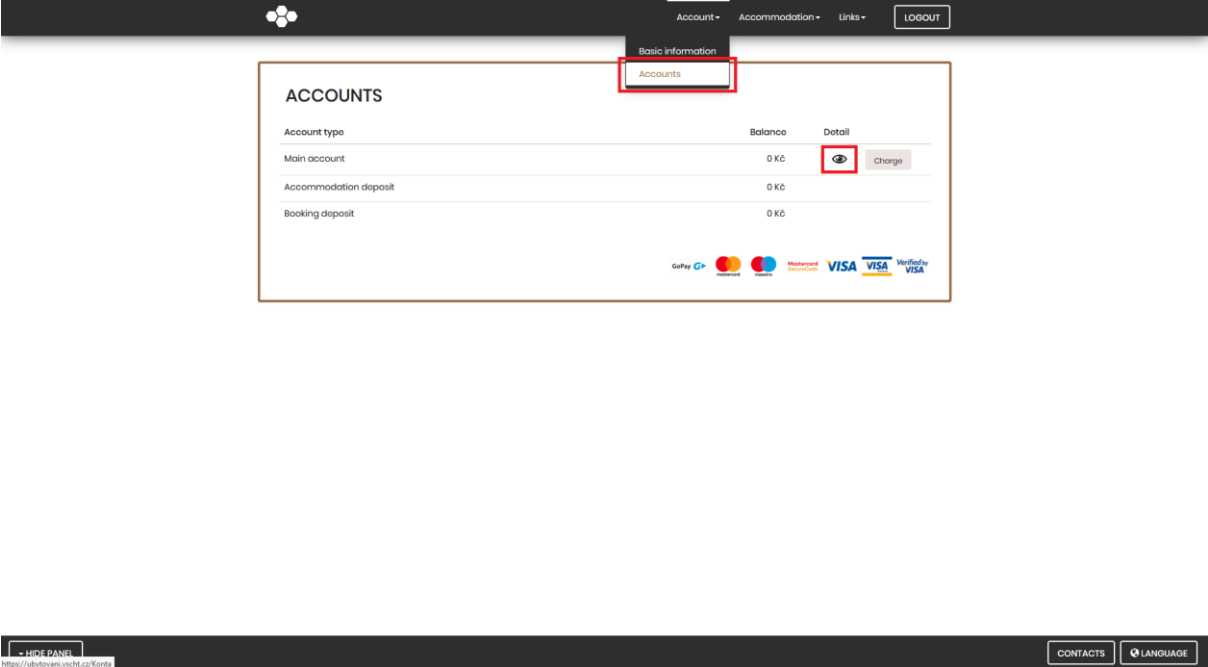 Account Accommodation Links LOGOUT
Basic information
Accounts
ACCOUNTS
Account type Balance Detail
Main account 0 Kč Charge
Accommodation deposit 0 Kč
Booking deposit 0 Kč
GoPay mastercard maestro Mastercard SecureCode VISA VISA Verified by VISA
HIDE PANEL CONTACTS LANGUAGE
https://ubytovani.vscht.cz/Konta